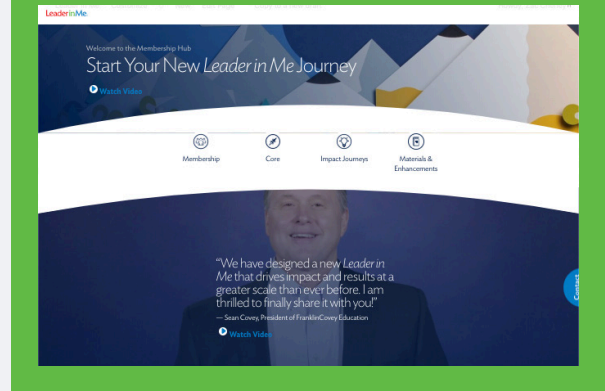 LeaderinMe
Welcome to the Membership Hub
Start Your New Leader in Me Journey
Watch Video
Membership
Core
Impact Journeys
Materials &
Enhancements
"We have designed a new Leader in
Me that drives impact and results at a
greater scale than ever before. I am
thrilled to finally share it with you!"
— Sean Covey, President of FranklinCovey Education
Watch Video
Contact